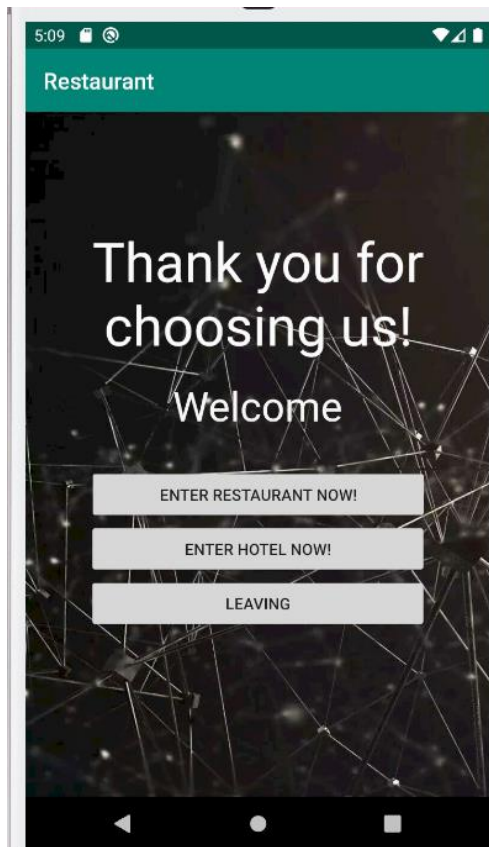 5:09
Restaurant
Thank you for
choosing us!
Welcome
ENTER RESTAURANT NOW!
ENTER HOTEL NOW!
LEAVING